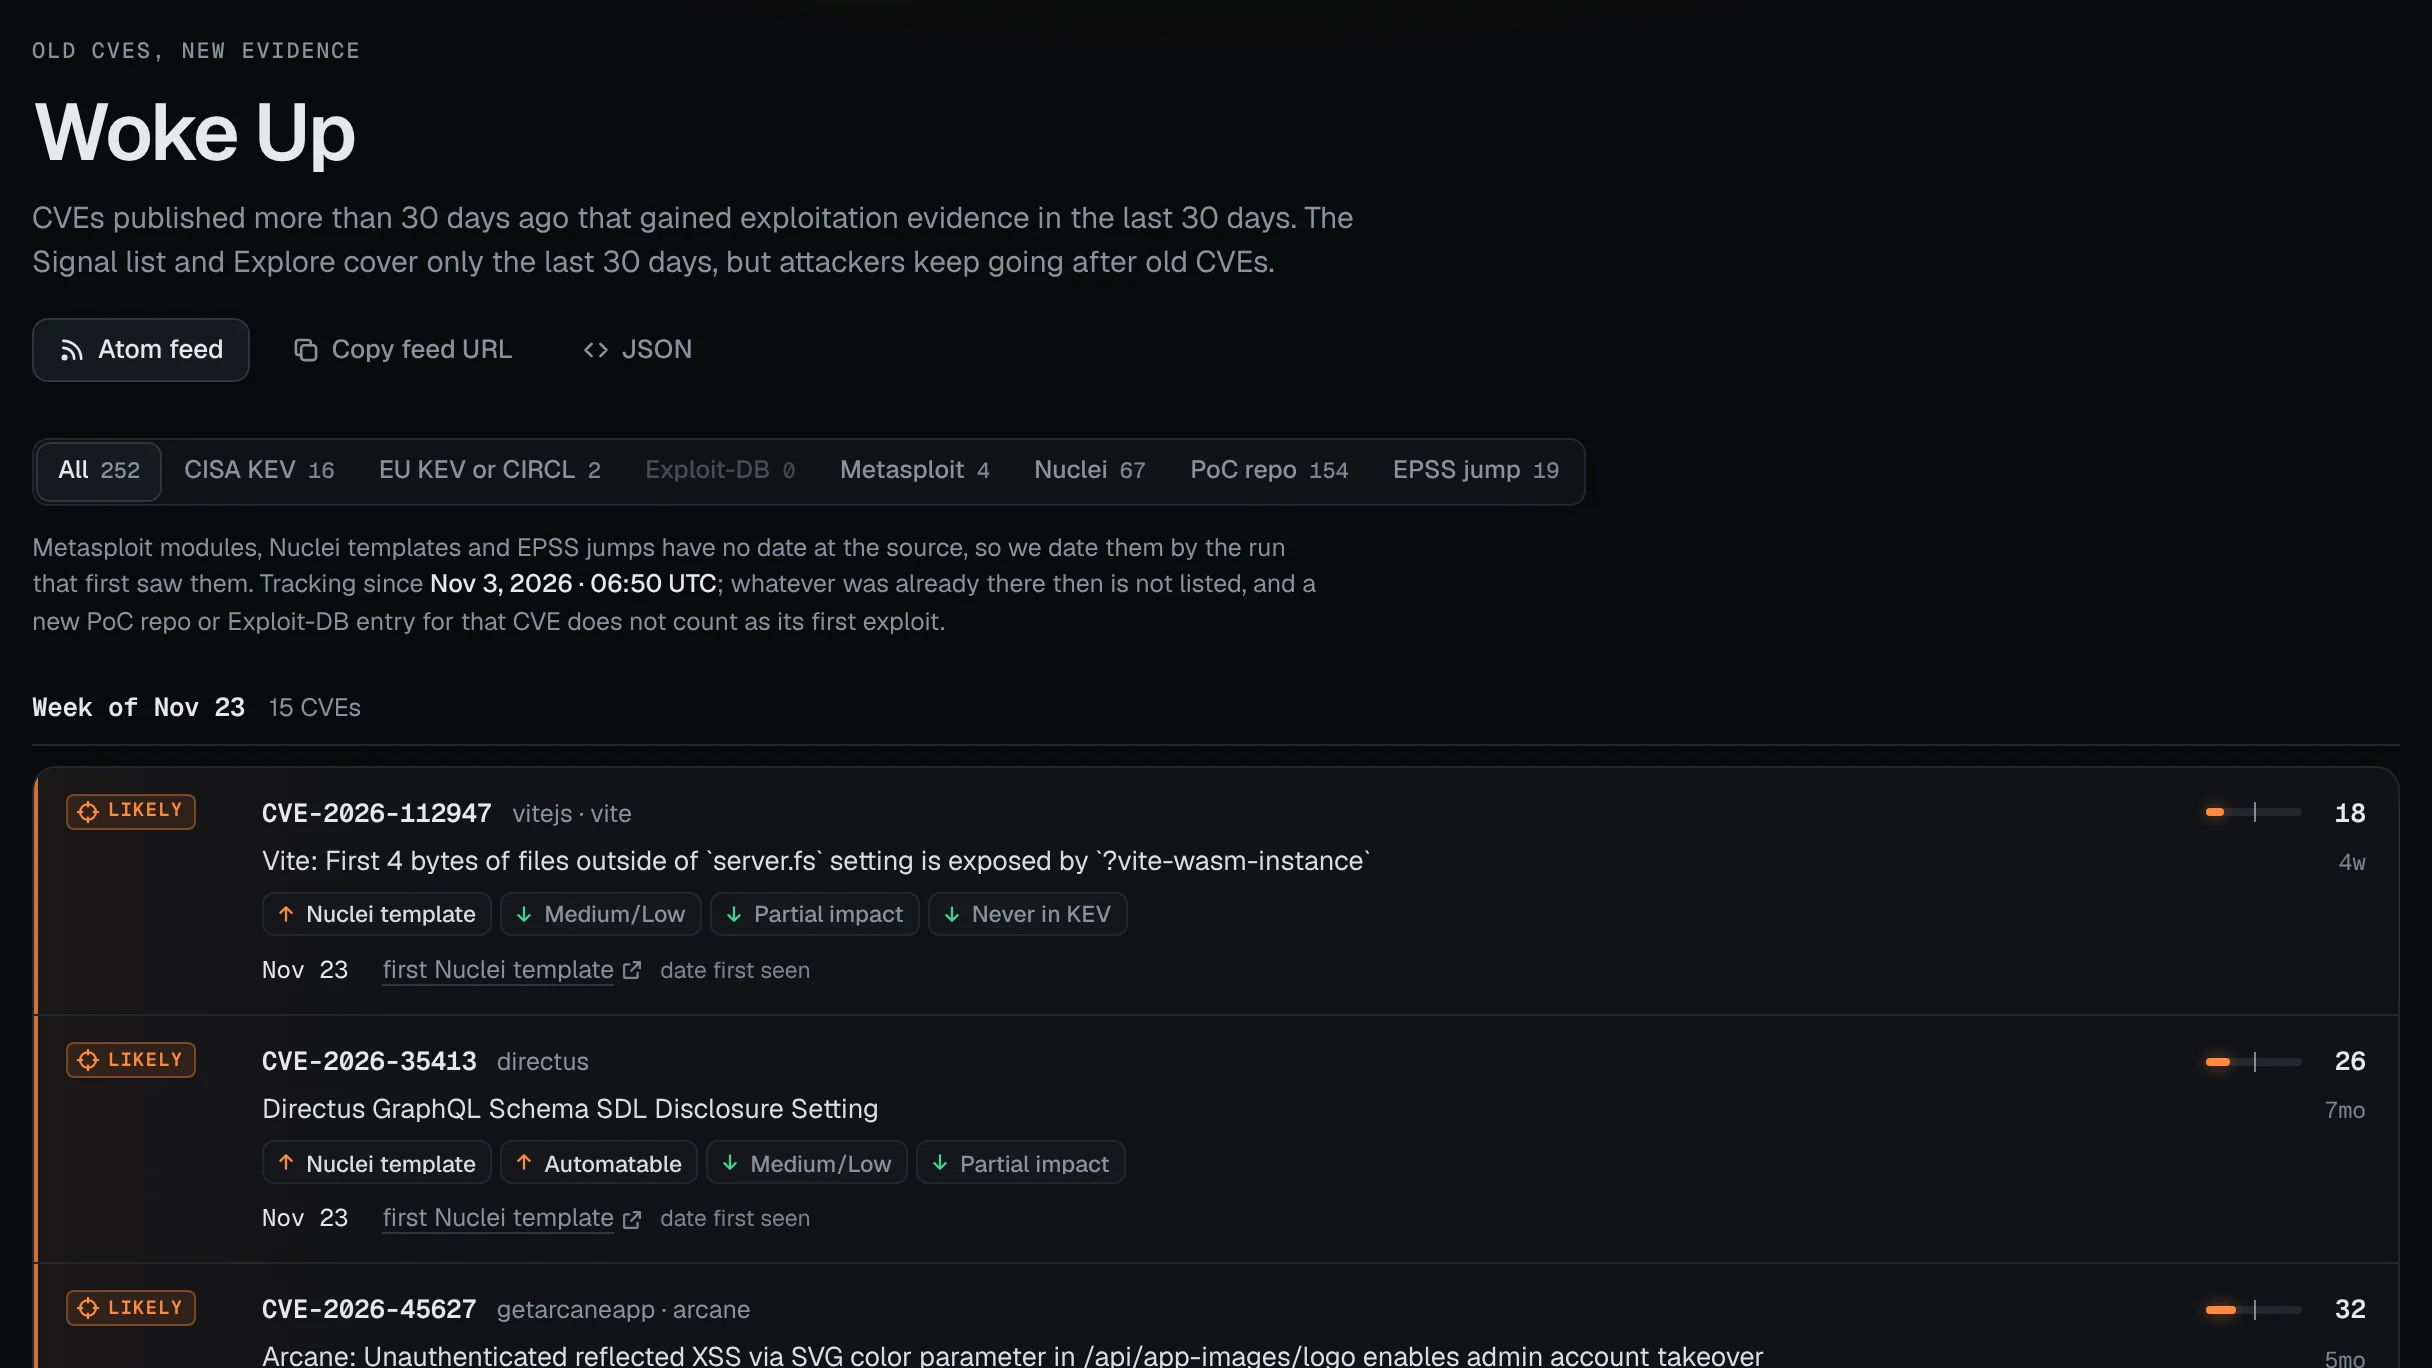 OLD CVES, NEW EVIDENCE
Woke Up
CVEs published more than 30 days ago that gained exploitation evidence in the last 30 days. The
Signal list and Explore cover only the last 30 days, but attackers keep going after old CVEs.
Atom feed Copy feed URL JSON
All 252 CISA KEV 16 EU KEV or CIRCL 2 Exploit-DB 0 Metasploit 4 Nuclei 67 PoC repo 154 EPSS jump 19
Metasploit modules, Nuclei templates and EPSS jumps have no date at the source, so we date them by the run
that first saw them. Tracking since Nov 3, 2026 · 06:50 UTC; whatever was already there then is not listed, and a
new PoC repo or Exploit-DB entry for that CVE does not count as its first exploit.
Week of Nov 23 15 CVEs
LIKELY CVE-2026-112947 vitejs · vite 18
Vite: First 4 bytes of files outside of `server.fs` setting is exposed by `?vite-wasm-instance` 4w
↑ Nuclei template ↓ Medium/Low ↓ Partial impact ↓ Never in KEV
Nov 23 first Nuclei template date first seen
LIKELY CVE-2026-35413 directus 26
Directus GraphQL Schema SDL Disclosure Setting 7mo
↑ Nuclei template ↑ Automatable ↓ Medium/Low ↓ Partial impact
Nov 23 first Nuclei template date first seen
LIKELY CVE-2026-45627 getarcaneapp · arcane 32
Arcane: Unauthenticated reflected XSS via SVG color parameter in /api/app-images/logo enables admin account takeover 5mo